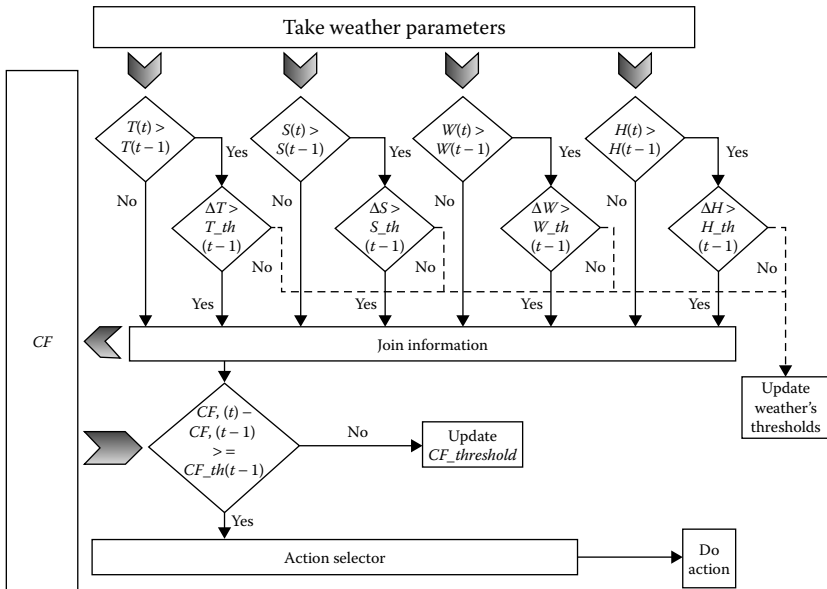 Take weather parameters
T(t) >
T(t−1)
S(t) >
S(t−1)
W(t) >
W(t−1)
H(t) >
H(t−1)
Yes
Yes
Yes
Yes
No
No
No
No
ΔT >
T_th
(t−1)
ΔS >
S_th
(t−1)
ΔW >
W_th
(t−1)
ΔH >
H_th
(t−1)
No
No
No
No
Yes
Yes
Yes
Yes
CF
Join information
Update
weather's
thresholds
CF, (t) −
CF, (t−1)
>=
CF_th(t−1)
No
Update
CF_threshold
Yes
Action selector
Do
action